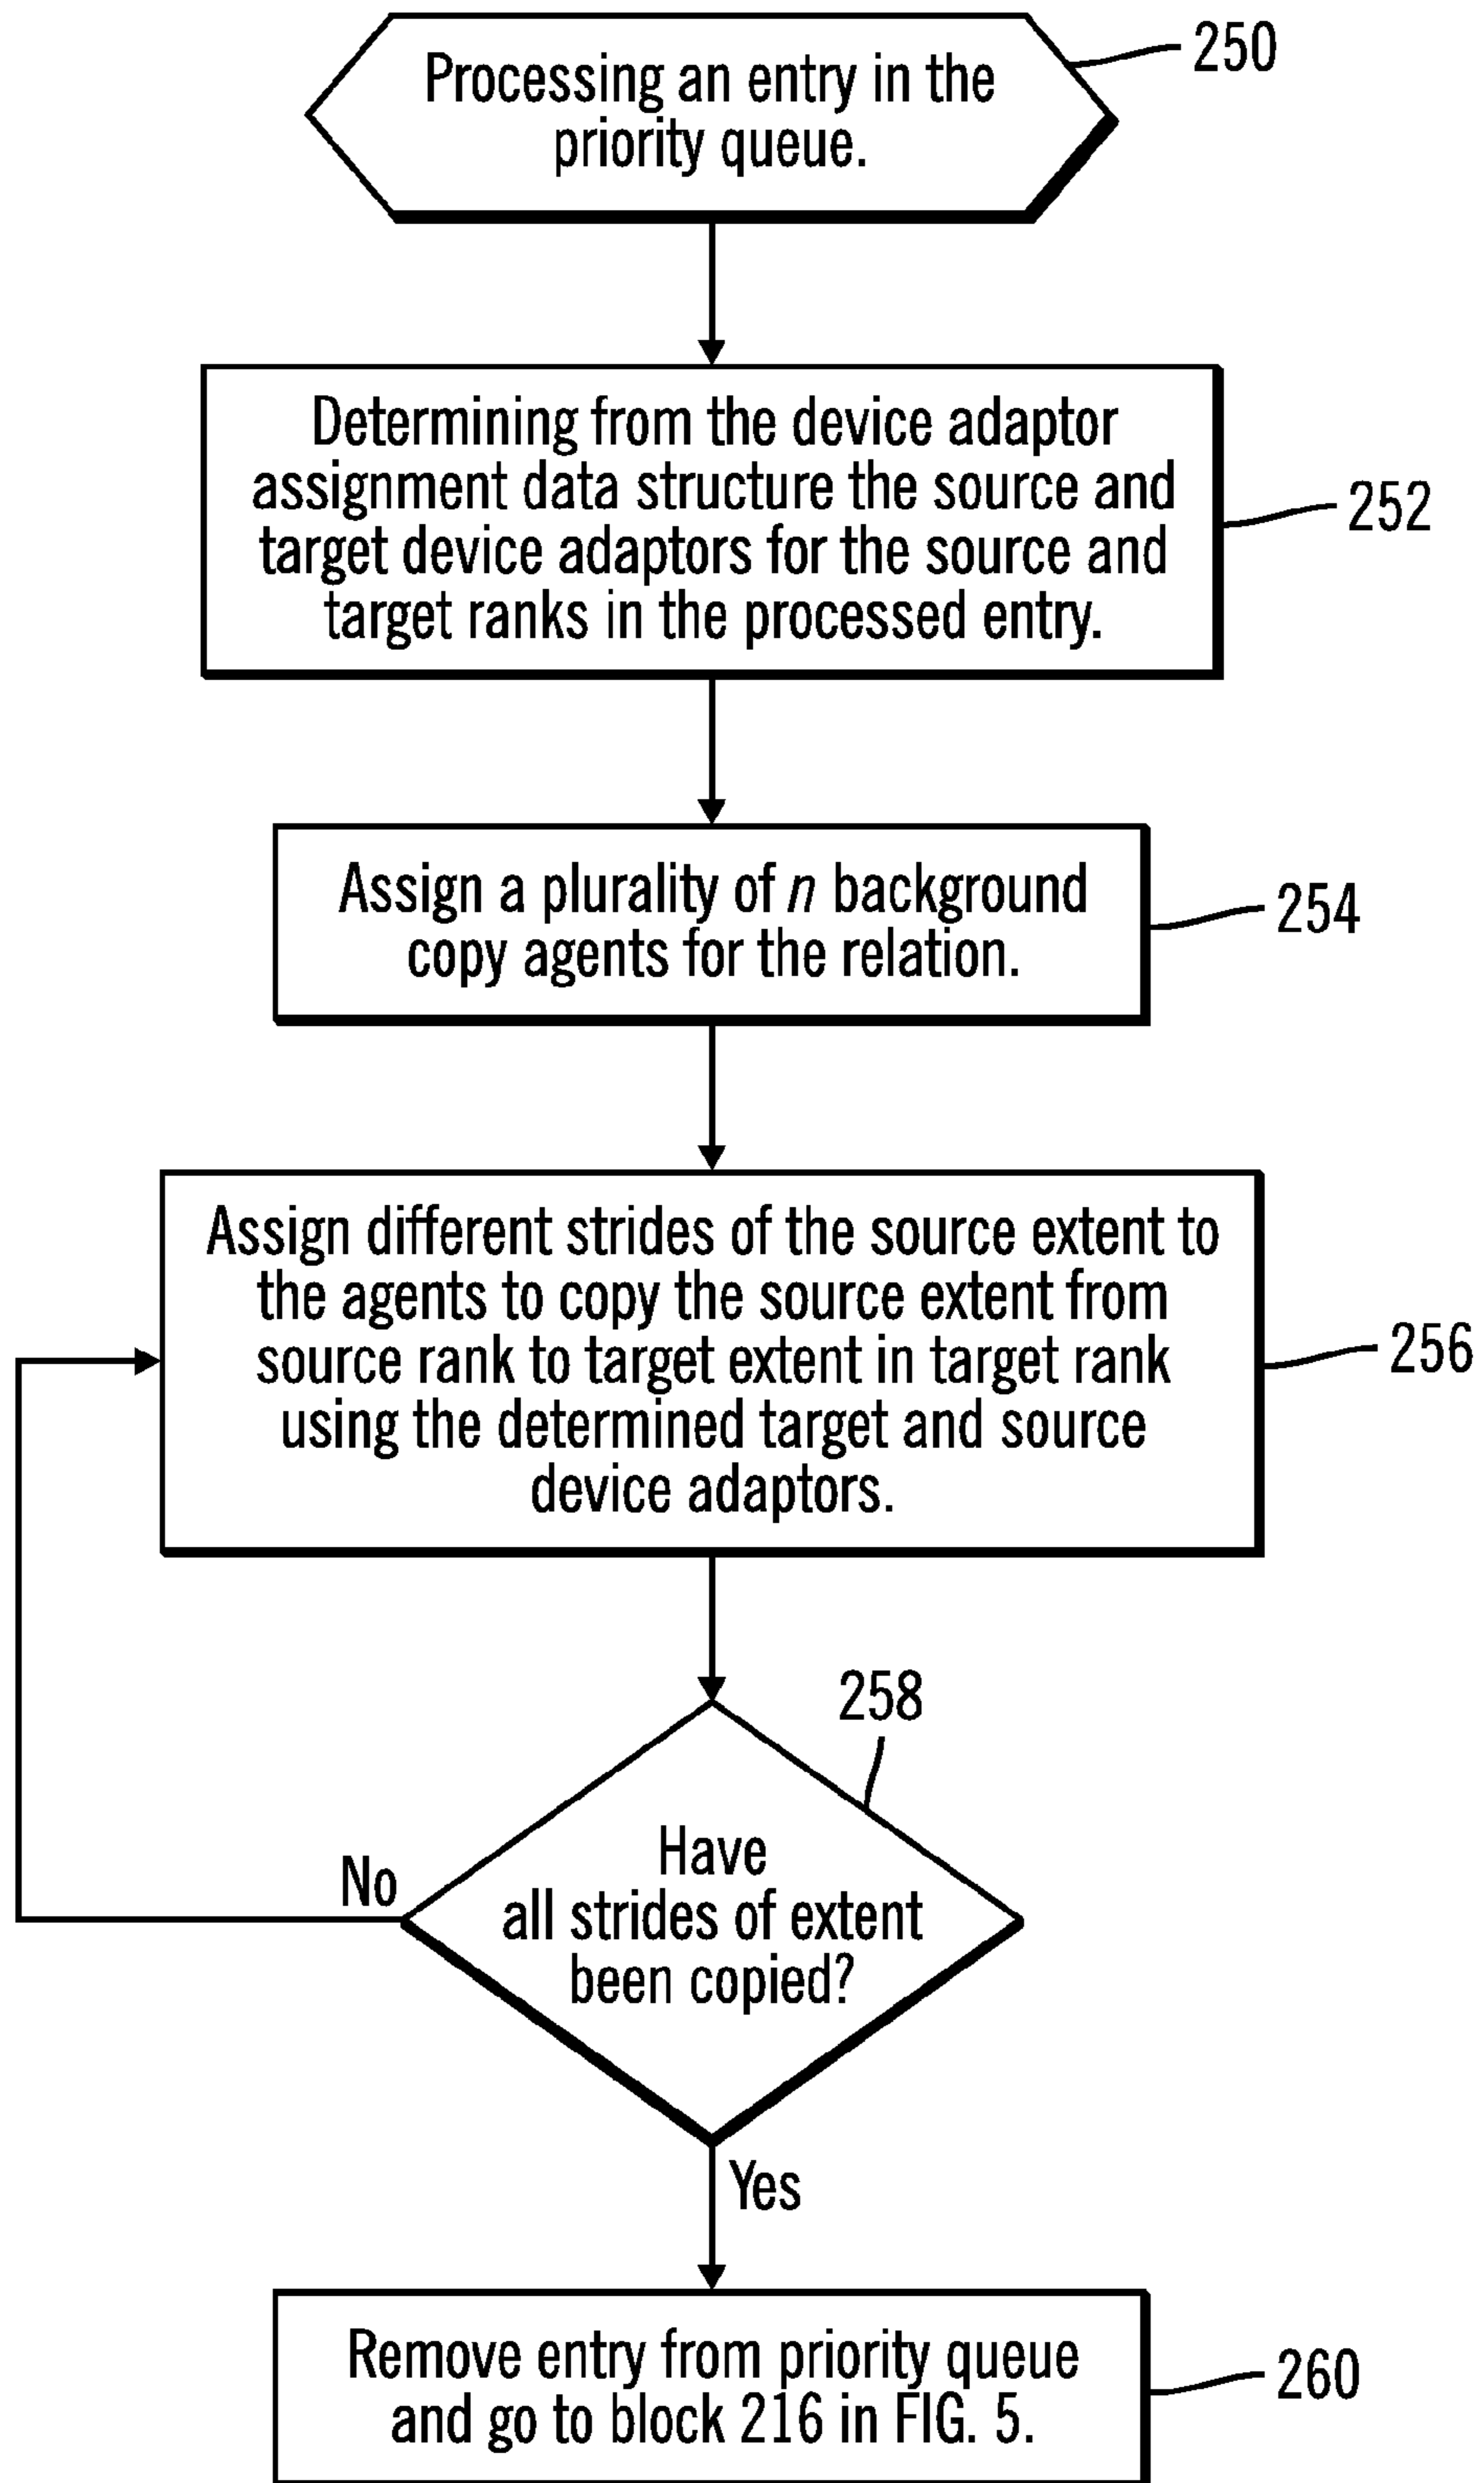 Processing an entry in the
priority queue.
250
Determining from the device adaptor
assignment data structure the source and
target device adaptors for the source and
target ranks in the processed entry.
252
Assign a plurality of n background
copy agents for the relation.
254
Assign different strides of the source extent to
the agents to copy the source extent from
source rank to target extent in target rank
using the determined target and source
device adaptors.
256
258
Have
all strides of extent
been copied?
No
Yes
Remove entry from priority queue
and go to block 216 in FIG. 5.
260